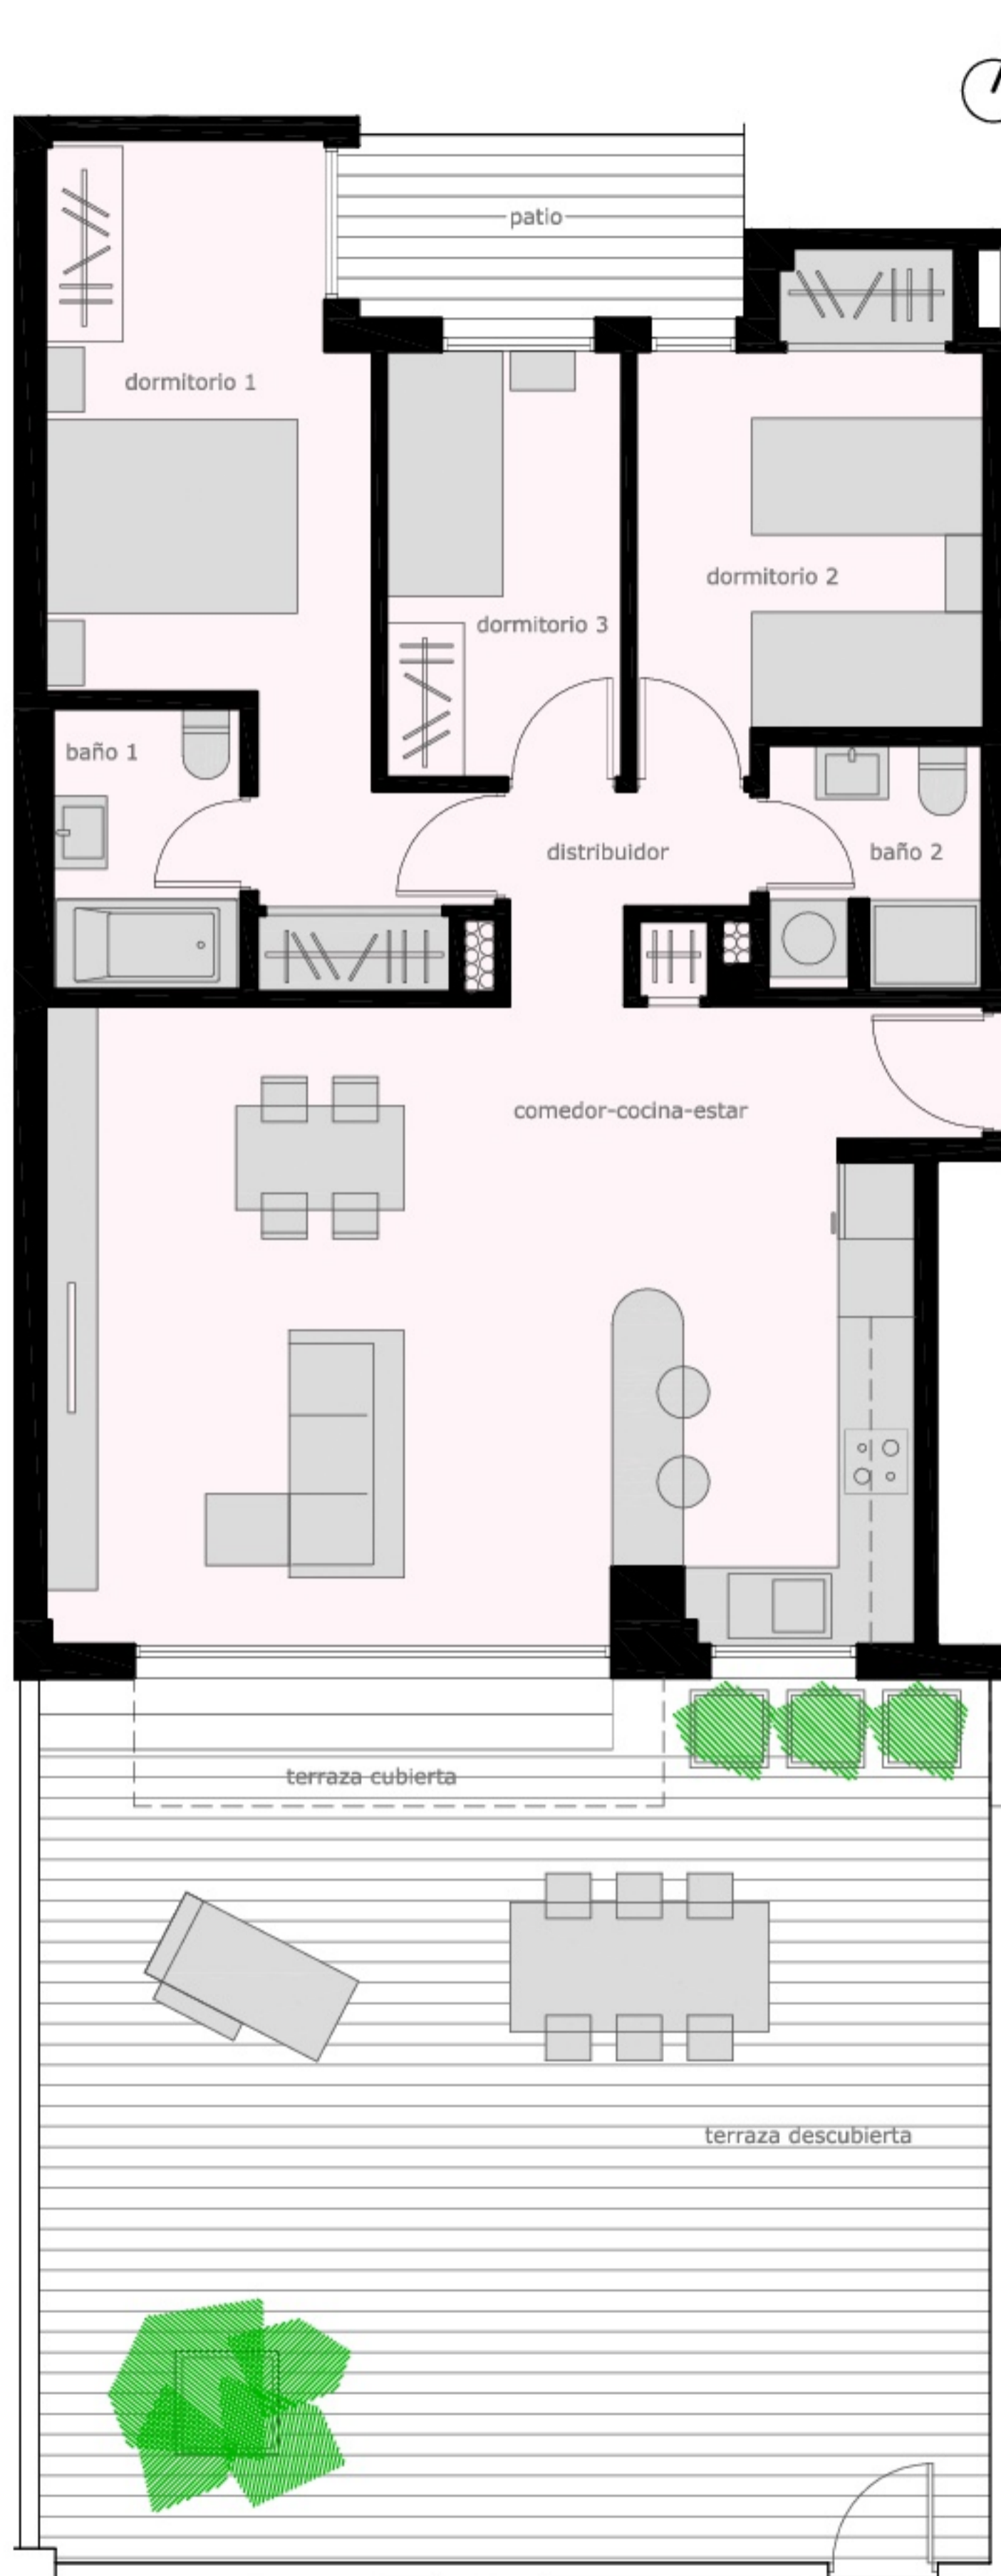 patio
dormitorio 1
dormitorio 2
dormitorio 3
baño 1
distribuidor
baño 2
comedor-cocina-estar
terraza cubierta
terraza descubierta